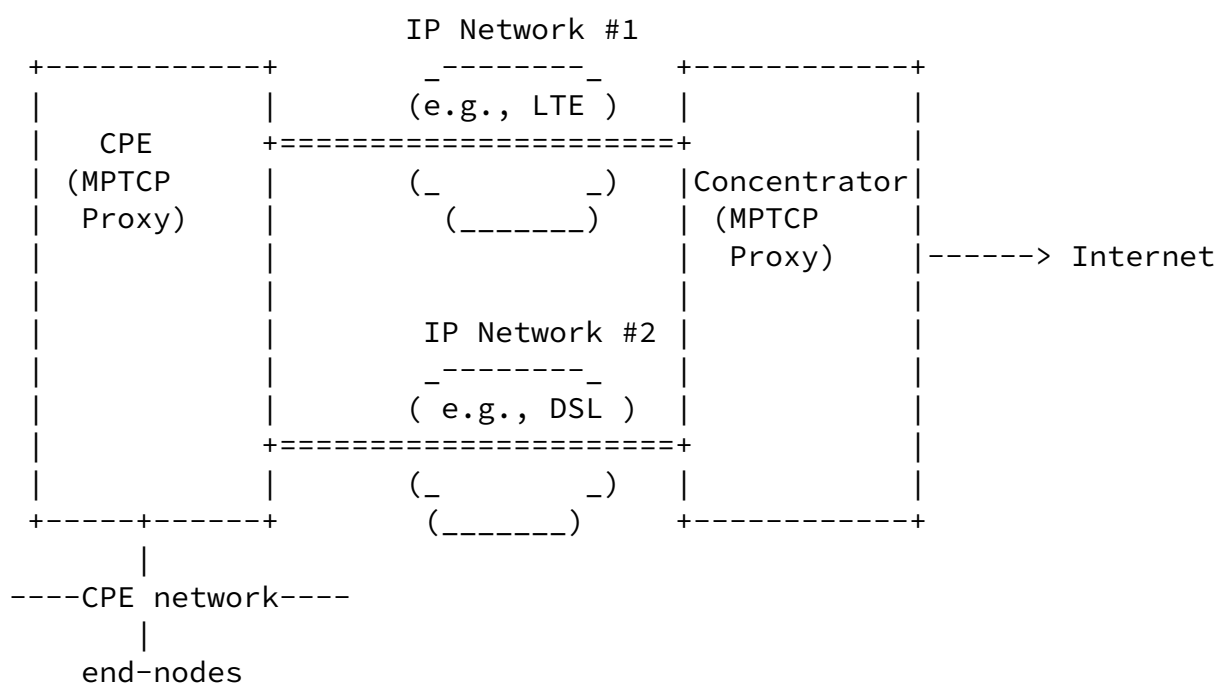 IP Network #1
(e.g., LTE )
CPE
(MPTCP Concentrator
Proxy) (MPTCP
Proxy) ------> Internet
IP Network #2
( e.g., DSL )
----CPE network----
end-nodes